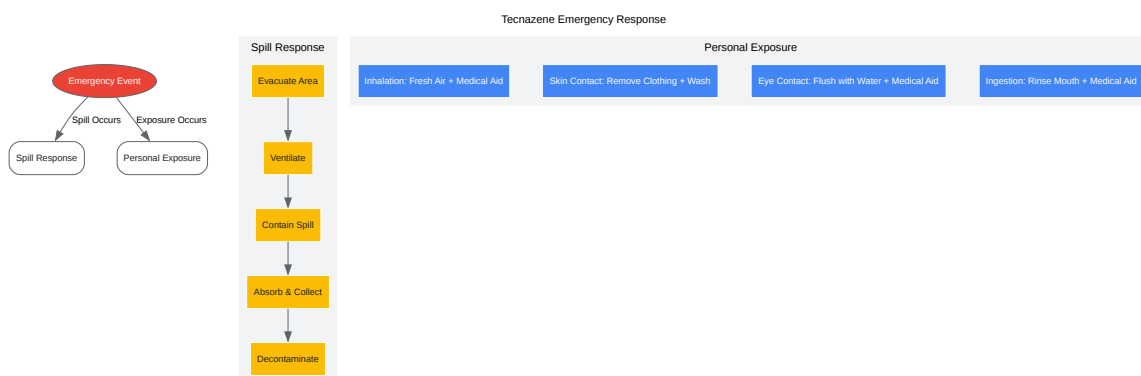 Tecnazene Emergency Response
Emergency Event
Spill Occurs
Exposure Occurs
Spill Response
Personal Exposure
Spill Response
Evacuate Area
Ventilate
Contain Spill
Absorb & Collect
Decontaminate
Personal Exposure
Inhalation: Fresh Air + Medical Aid
Skin Contact: Remove Clothing + Wash
Eye Contact: Flush with Water + Medical Aid
Ingestion: Rinse Mouth + Medical Aid